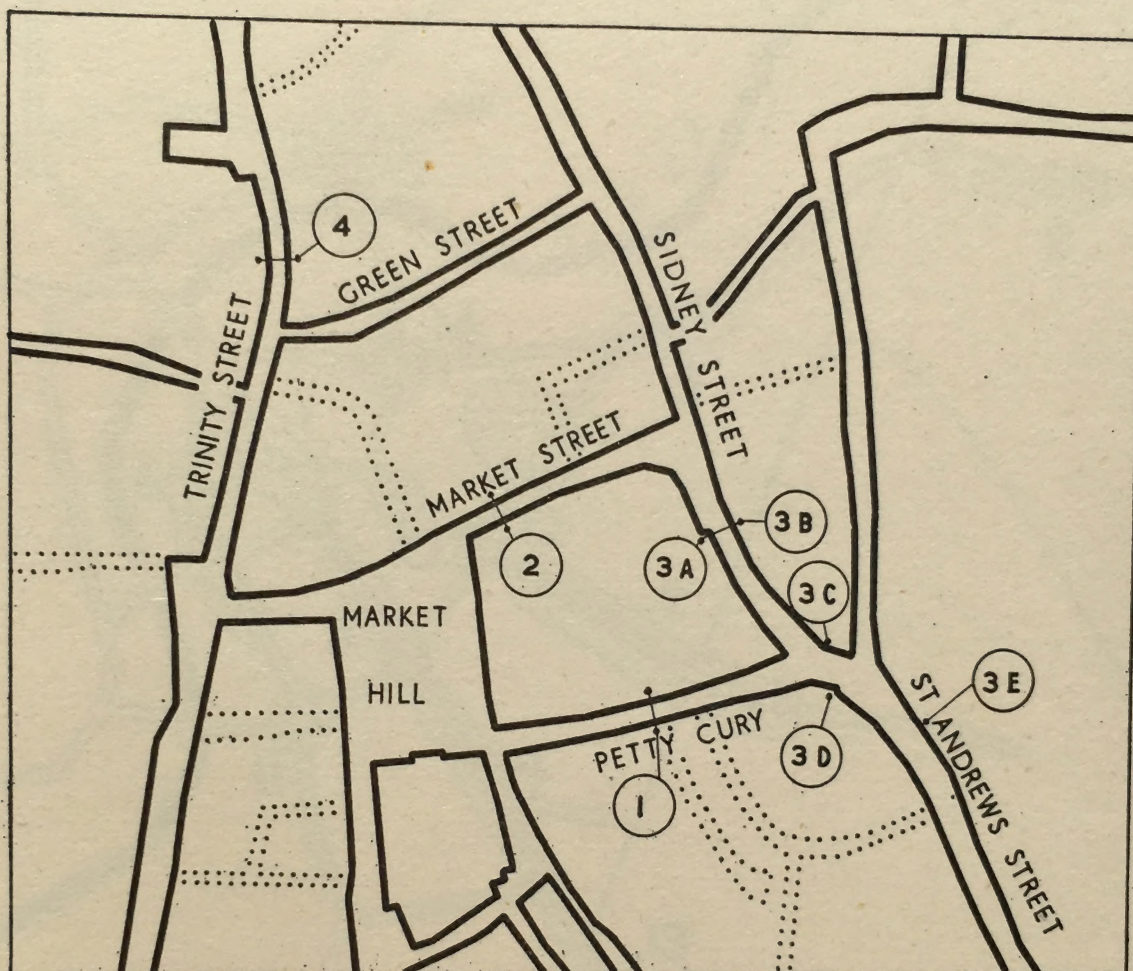 4
GREEN STREET
SIDNEY STREET
TRINITY STREET
MARKET STREET
2
3A
3B
3C
MARKET
HILL
ST ANDREWS STREET
3E
PETTY CURY
3D
1